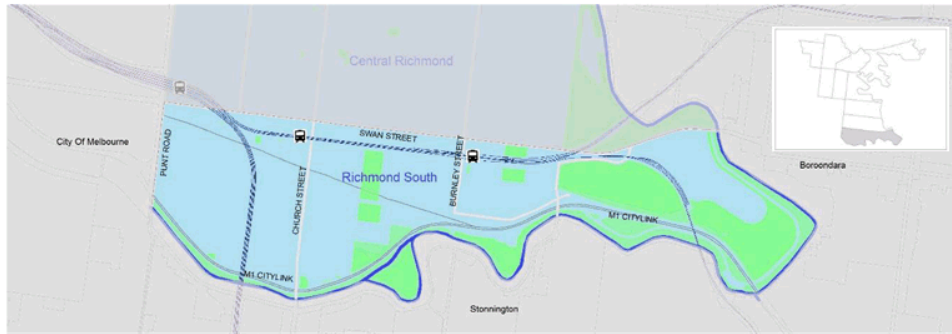 Central Richmond
City Of Melbourne
PUNT ROAD
SWAN STREET
CHURCH STREET
Richmond South
BURNLEY STREET
Boroondara
M1 CITYLINK
M1 CITYLINK
Stonnington